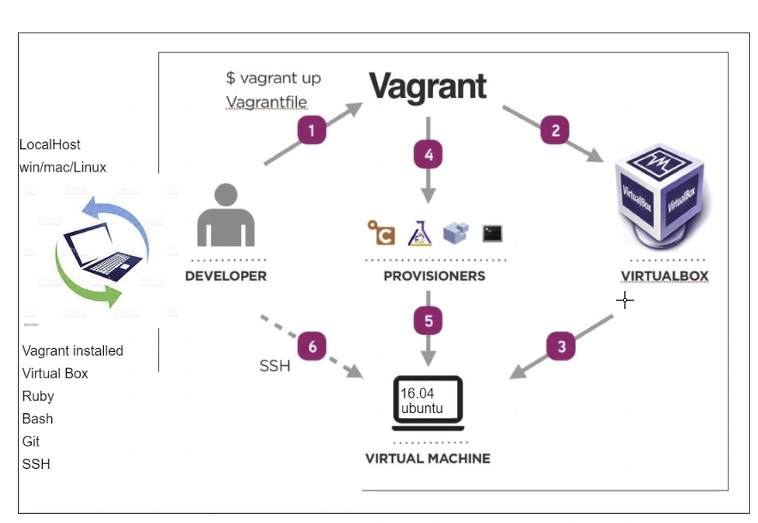 $ vagrant up
Vagrantfile
Vagrant
1
2
4
LocalHost
win/mac/Linux
VirtualBox
VirtualBox
DEVELOPER
PROVISIONERS
VIRTUALBOX
5
6
3
SSH
Vagrant installed
Virtual Box
Ruby
Bash
Git
SSH
16.04
ubuntu
VIRTUAL MACHINE